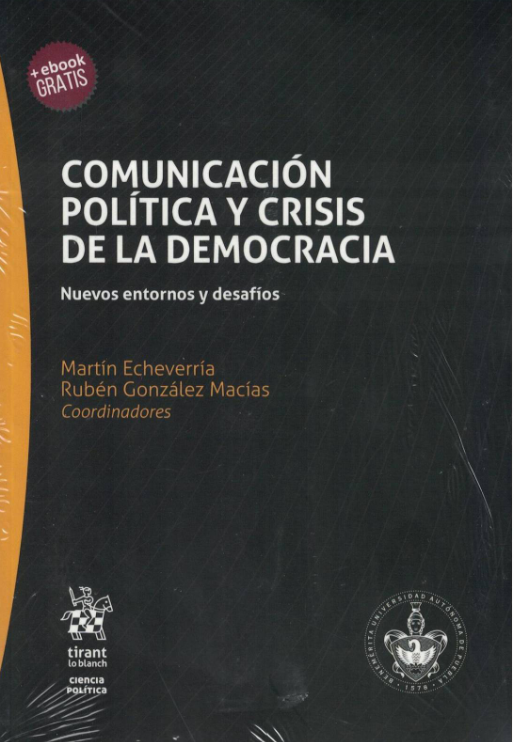 +ebook
GRATIS
COMUNICACIÓN
POLÍTICA Y CRISIS
DE LA DEMOCRACIA
Nuevos entornos y desafíos
Martín Echeverría
Rubén González Macías
Coordinadores
tirant
lo blanch
CIENCIA
POLÍTICA
BENEMÉRITA UNIVERSIDAD AUTÓNOMA DE PUEBLA
1578